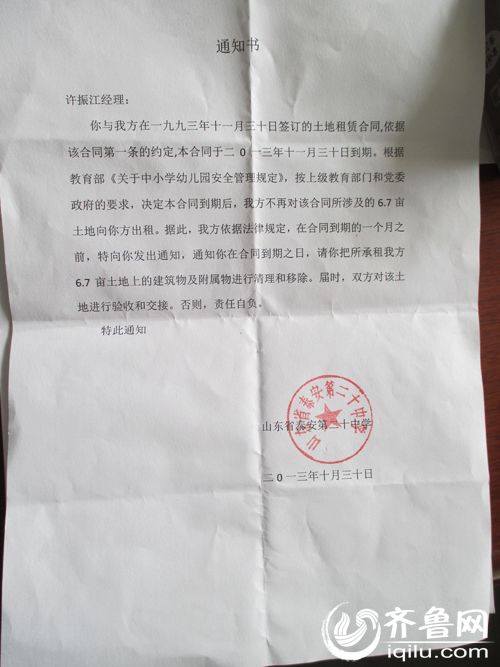 通知书
许振江经理：
你与我方在一九九三年十一月三十日签订的土地租赁合同,依据
该合同第一条的约定,本合同于二0一三年十一月三十日到期。根据
教育部《关于中小学幼儿园安全管理规定》，按上级教育部门和党委
政府的要求，决定本合同到期后，我方不再对该合同所涉及的 6.7 亩
土地向你方出租。据此，我方依据法律规定，在合同到期的一个月之
前，特向你发出通知，通知你在合同到期之日，请你把所承租我方
6.7 亩土地上的建筑物及附属物进行清理和移除。届时，双方对该土
地进行验收和交接。否则，责任自负。
特此通知
山东省泰安第二十中学
山东省泰安第二十中学
二0一三年十月三十日
齐鲁网
iqilu.com